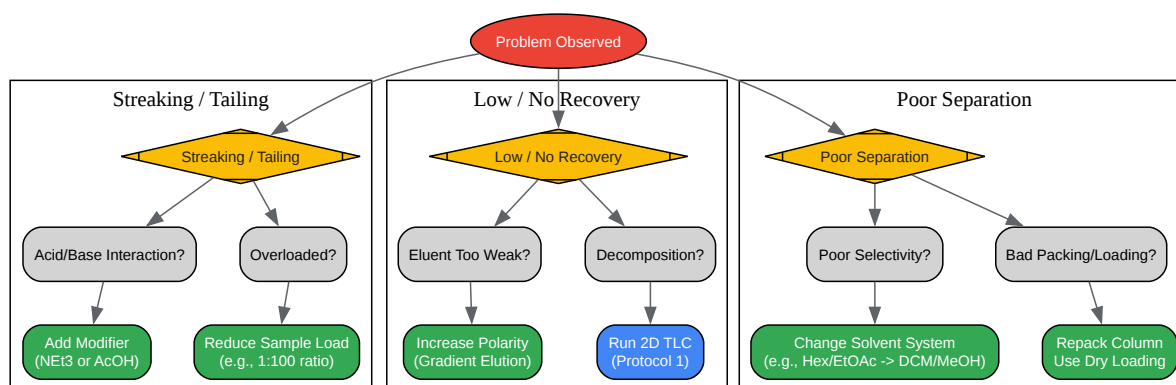 Problem Observed
Streaking / Tailing
Low / No Recovery
Poor Separation
Streaking / Tailing
Low / No Recovery
Poor Separation
Acid/Base Interaction?
Overloaded?
Eluent Too Weak?
Decomposition?
Poor Selectivity?
Bad Packing/Loading?
Add Modifier
(NEt3 or AcOH)
Reduce Sample Load
(e.g., 1:100 ratio)
Increase Polarity
(Gradient Elution)
Run 2D TLC
(Protocol 1)
Change Solvent System
(e.g., Hex/EtOAc -> DCM/MeOH)
Repack Column
Use Dry Loading